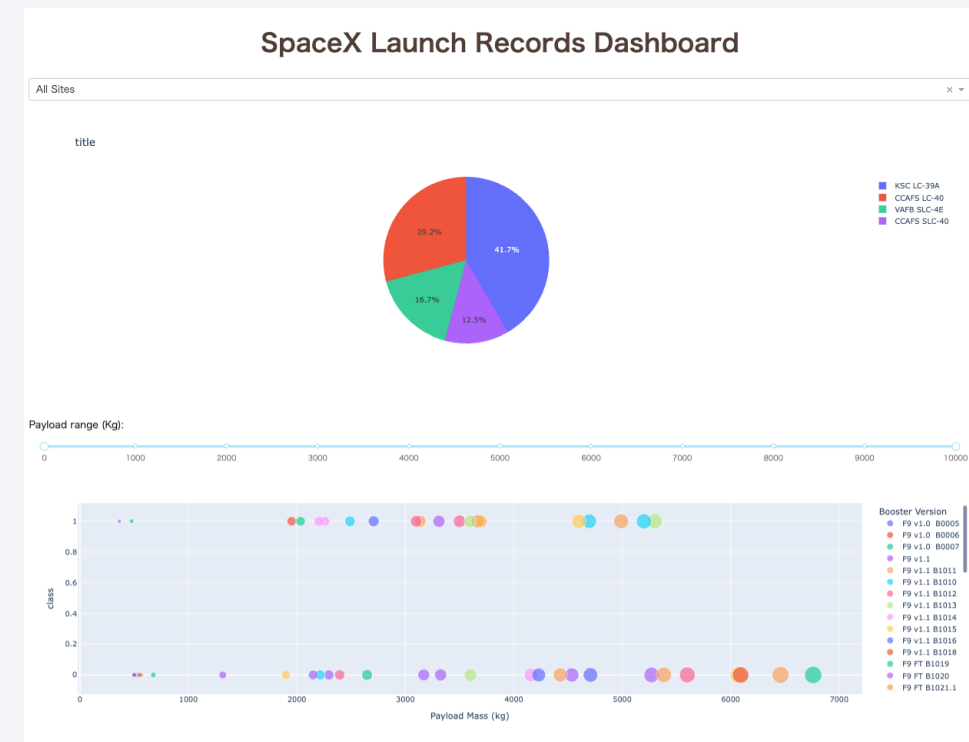 SpaceX Launch Records Dashboard
All Sites
title
KSC LC-39A
CCAFS LC-40
VAFB SLC-4E
CCAFS SLC-40
29.2%
41.7%
16.7%
12.5%
Payload range (Kg):
0 1000 2000 3000 4000 5000 6000 7000 8000 9000 10000
Booster Version
F9 v1.0 B0005
F9 v1.0 B0006
F9 v1.0 B0007
F9 v1.1
F9 v1.1 B1011
F9 v1.1 B1010
F9 v1.1 B1012
F9 v1.1 B1013
F9 v1.1 B1014
F9 v1.1 B1015
F9 v1.1 B1016
F9 v1.1 B1018
F9 FT B1019
F9 FT B1020
F9 FT B1021.1
class
1
0.8
0.6
0.4
0.2
0
0 1000 2000 3000 4000 5000 6000 7000
Payload Mass (kg)